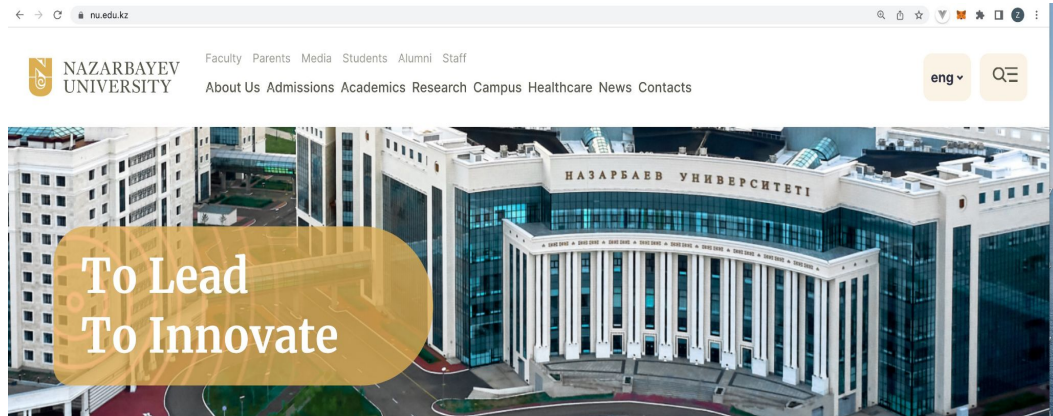 nu.edu.kz
Z
NAZARBAYEV
UNIVERSITY
Faculty Parents Media Students Alumni Staff
About Us Admissions Academics Research Campus Healthcare News Contacts
eng
НАЗАРБАЕВ УНИВЕРСИТЕТІ
To Lead
To Innovate